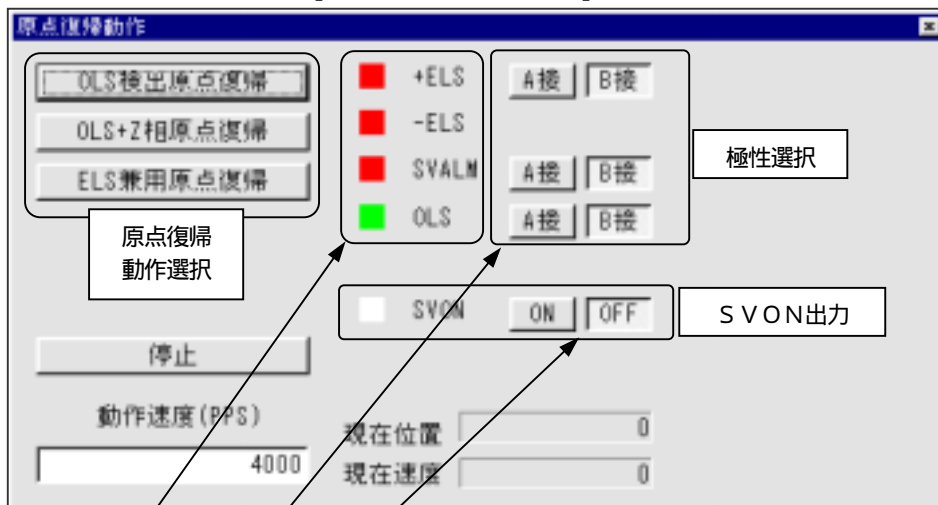 原点復帰動作
OLS検出原点復帰
OLS+Z相原点復帰
ELS兼用原点復帰
原点復帰
動作選択
+ELS A接 B接
-ELS
SVALM A接 B接
OLS A接 B接
極性選択
SVON ON OFF
ＳＶＯＮ出力
停止
動作速度(PPS)
4000
現在位置 0
現在速度 0